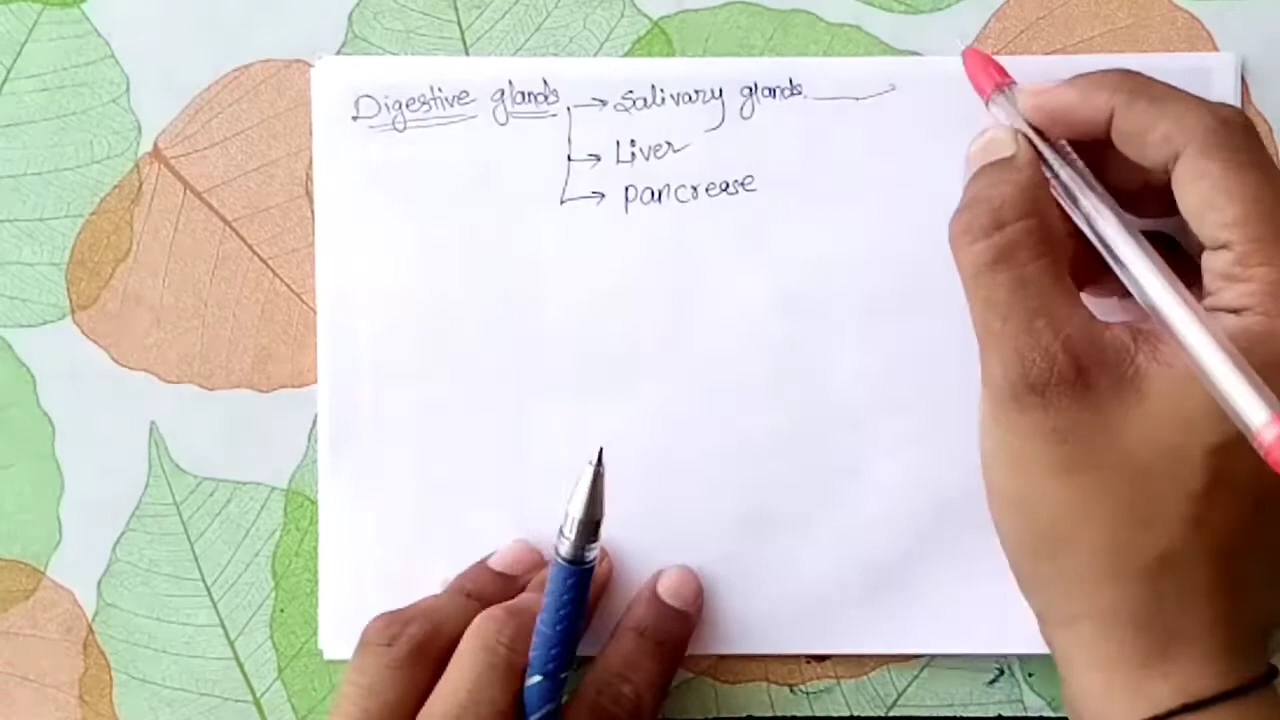 Digestive glands → Salivary glands
→ Liver
→ pancrease